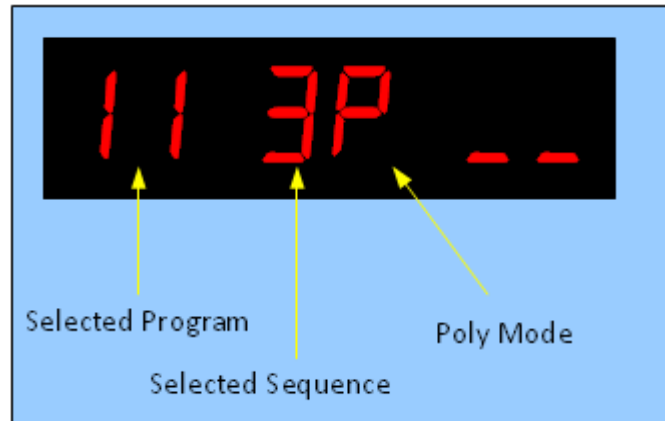 11 3P _ _
Selected Program
Poly Mode
Selected Sequence